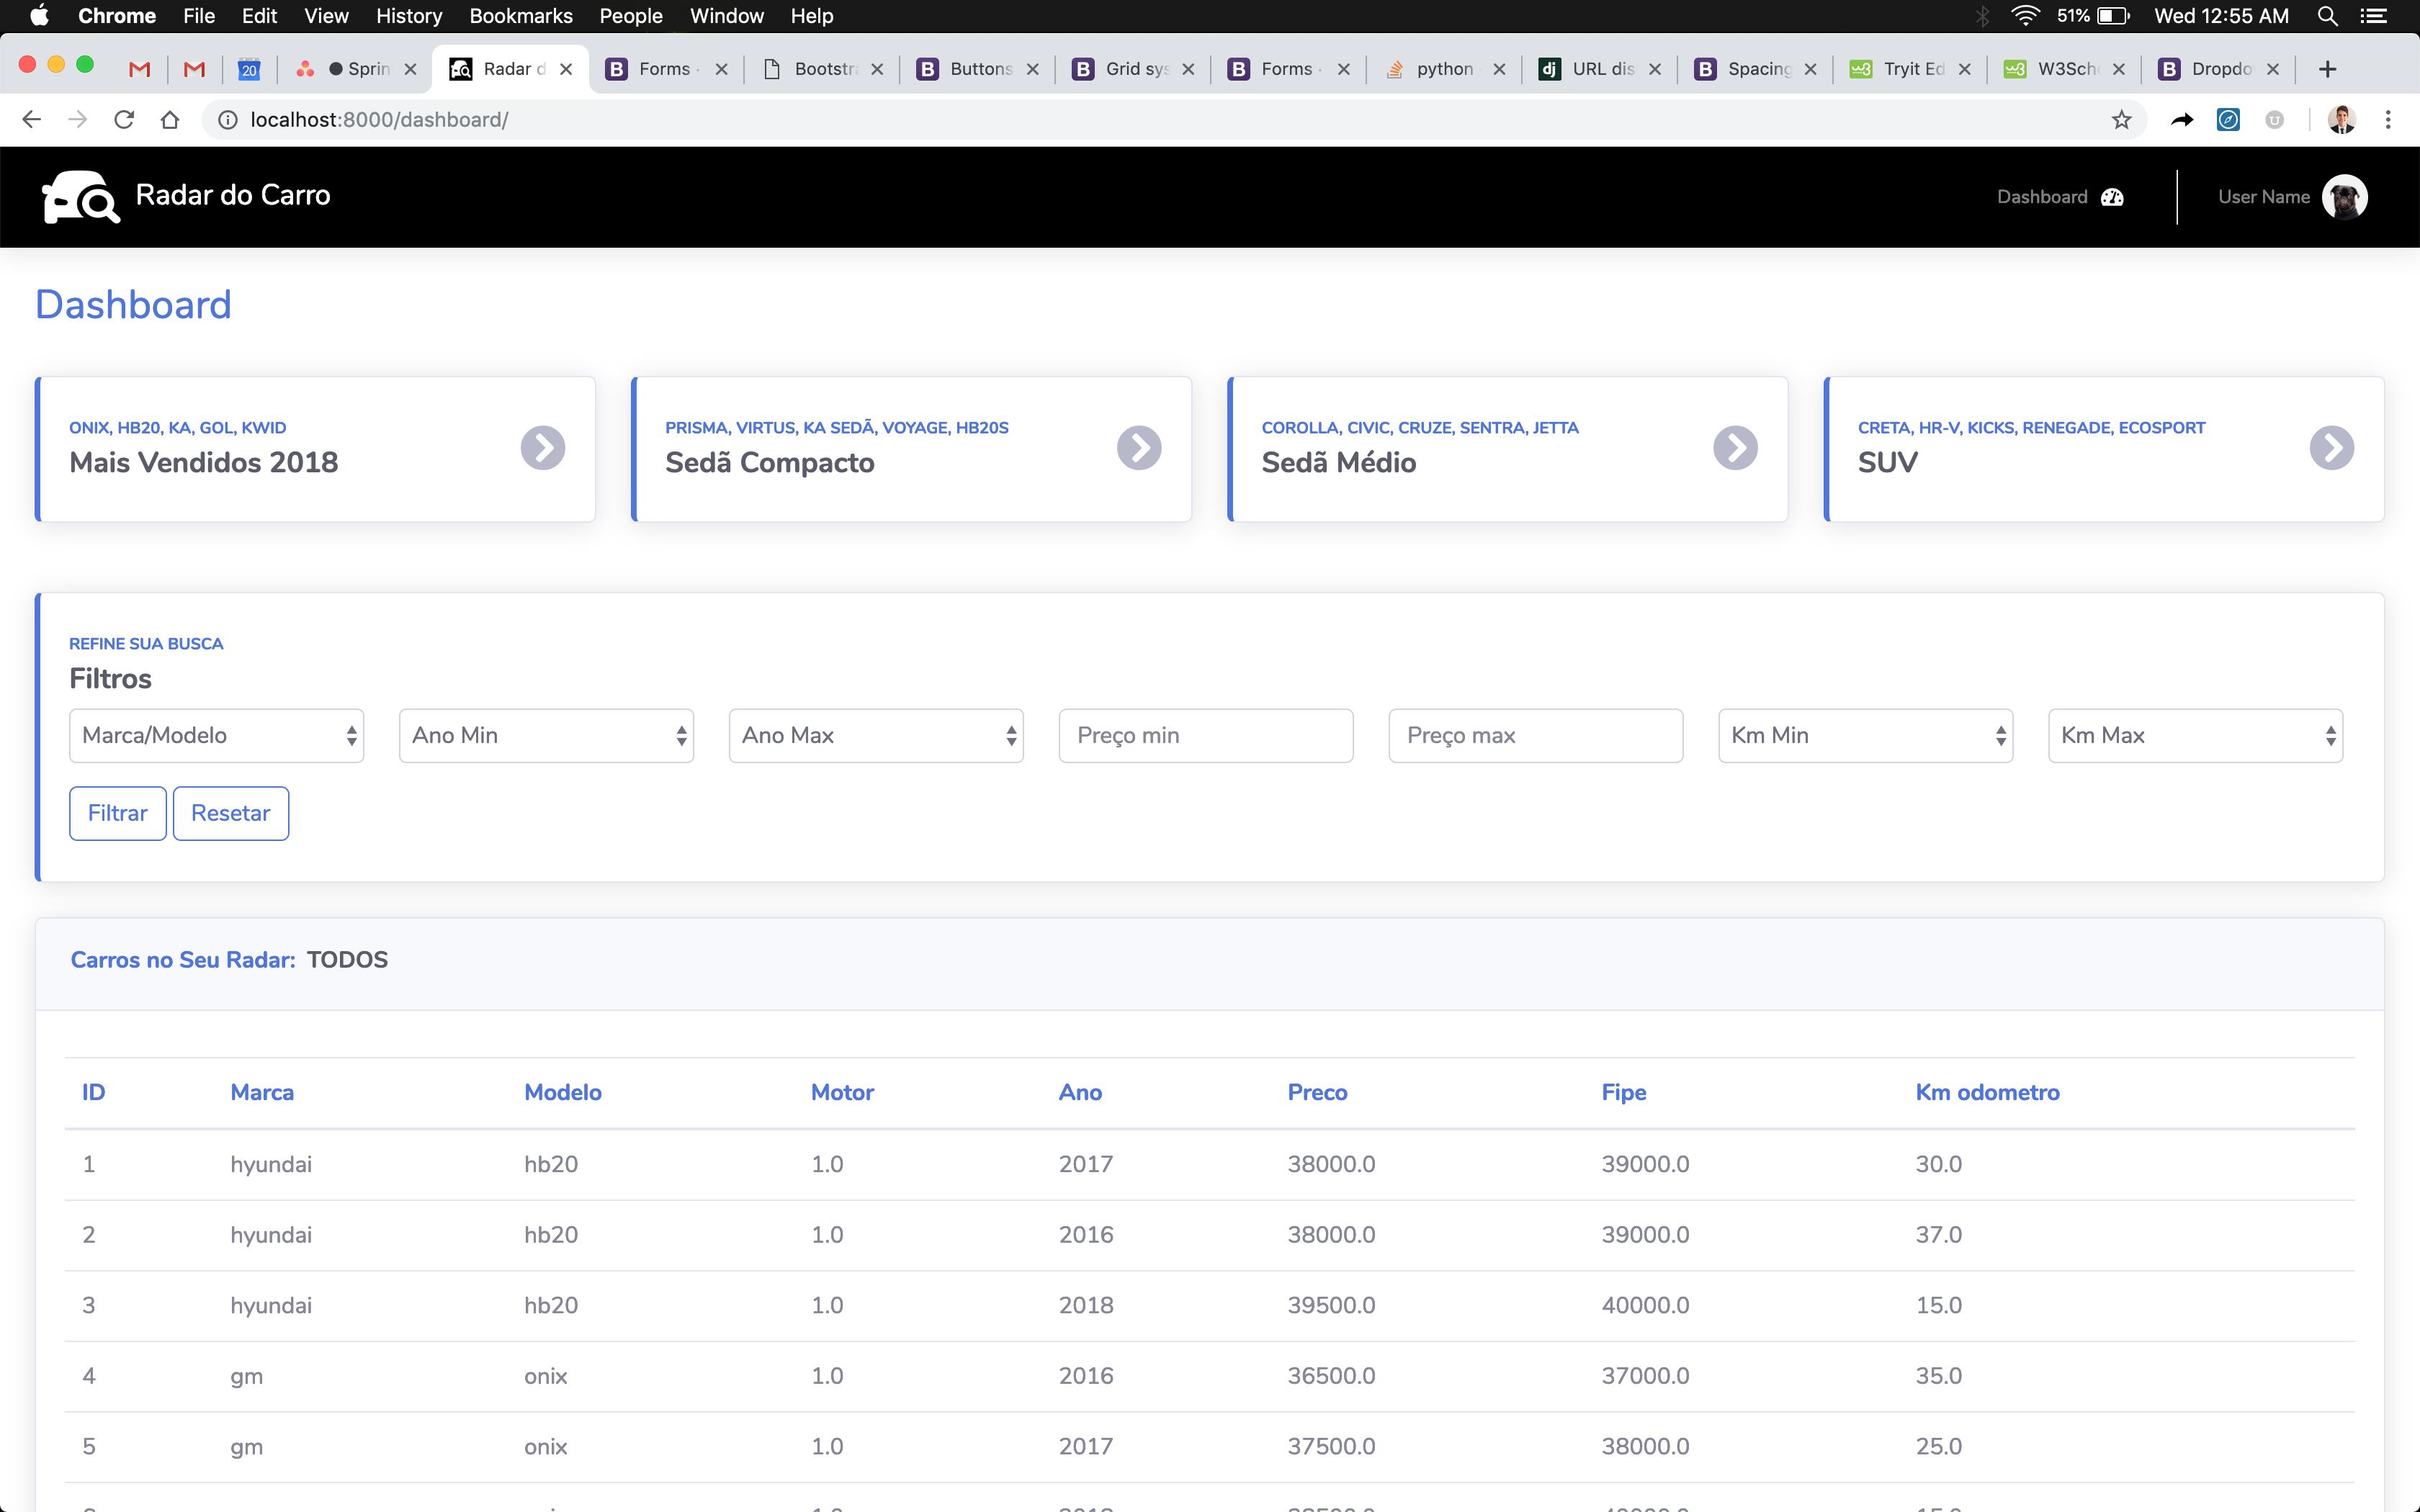 Chrome File Edit View History Bookmarks People Window Help 51% Wed 12:55 AM
20 Sprin Radar d Forms - Bootstra Buttons Grid sys Forms - python dj URL dis Spacing Tryit Ed W3Sch Dropdo
localhost:8000/dashboard/
Radar do Carro Dashboard User Name
Dashboard
ONIX, HB20, KA, GOL, KWID
Mais Vendidos 2018
PRISMA, VIRTUS, KA SEDÃ, VOYAGE, HB20S
Sedã Compacto
COROLLA, CIVIC, CRUZE, SENTRA, JETTA
Sedã Médio
CRETA, HR-V, KICKS, RENEGADE, ECOSPORT
SUV
REFINE SUA BUSCA
Filtros
Marca/Modelo Ano Min Ano Max Preço min Preço max Km Min Km Max
Filtrar Resetar
Carros no Seu Radar: TODOS
ID Marca Modelo Motor Ano Preco Fipe Km odometro
1 hyundai hb20 1.0 2017 38000.0 39000.0 30.0
2 hyundai hb20 1.0 2016 38000.0 39000.0 37.0
3 hyundai hb20 1.0 2018 39500.0 40000.0 15.0
4 gm onix 1.0 2016 36500.0 37000.0 35.0
5 gm onix 1.0 2017 37500.0 38000.0 25.0